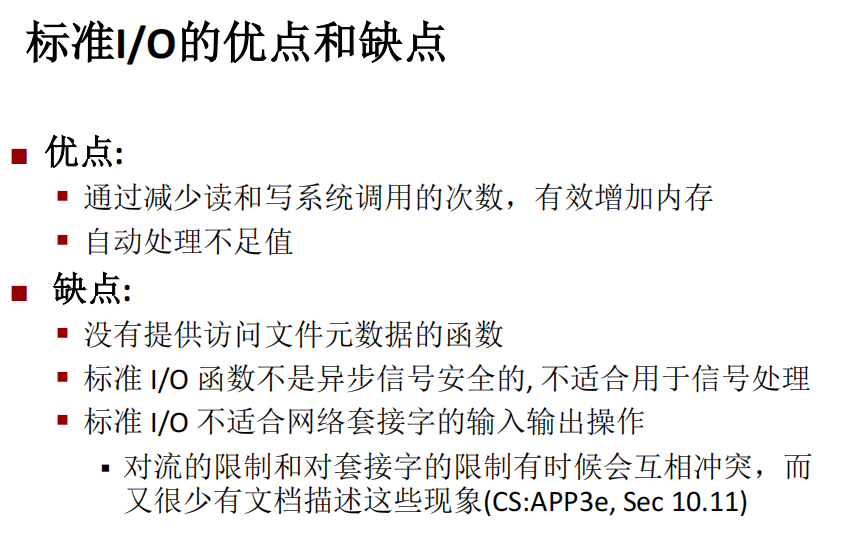 标准I/O的优点和缺点
优点:
通过减少读和写系统调用的次数，有效增加内存
自动处理不足值
缺点:
没有提供访问文件元数据的函数
标准 I/O 函数不是异步信号安全的, 不适合用于信号处理
标准 I/O 不适合网络套接字的输入输出操作
对流的限制和对套接字的限制有时候会互相冲突，而
又很少有文档描述这些现象(CS:APP3e, Sec 10.11)